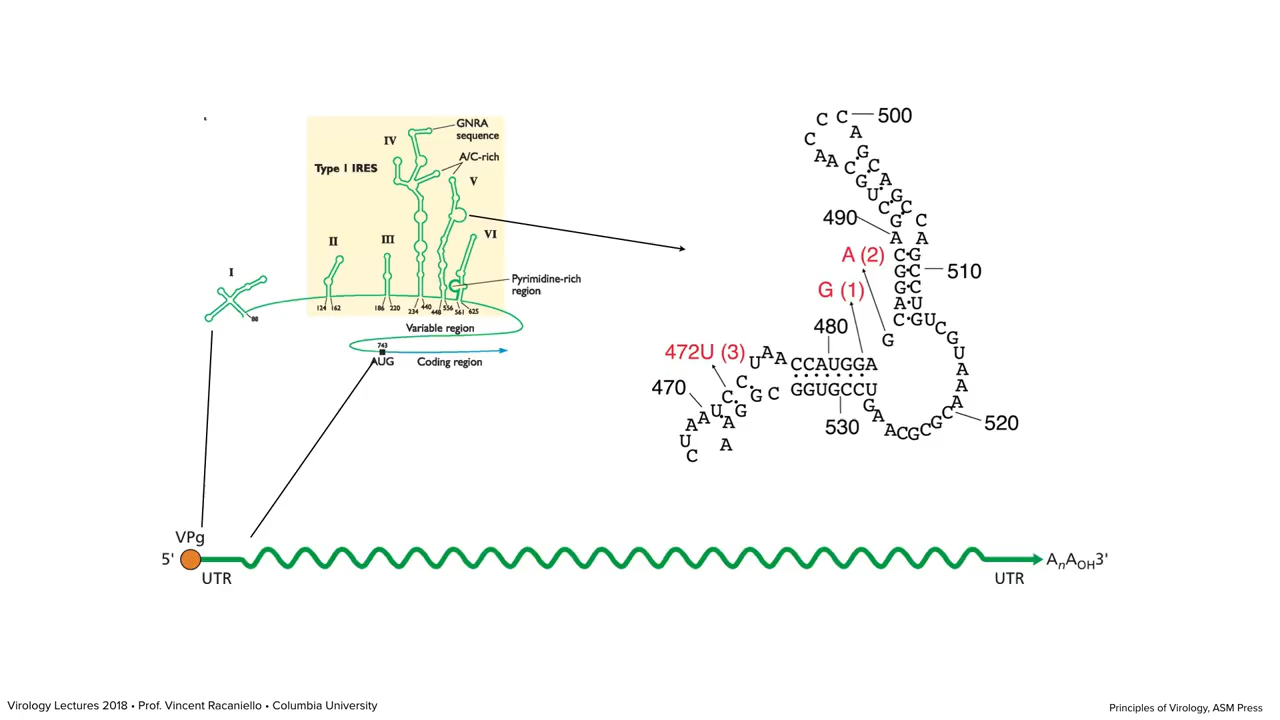 GNRA
sequence
IV
A/C-rich
Type 1 IRES
V
VI
II
III
I
Pyrimidine-rich
region
124 162
186 220
234 440
448 556
561 625
88
Variable region
743
AUG
Coding region
500
C C A
C G
A A C C
G A
U G
C C
490 G C
A A
C G
A (2)
G C
510
G (1)
G C
A U
C G U C
480
G G
U
472U (3)
U A A C C A U G G A
A
470
C C G C
G G U G C C U
A
U C G
A
A A A G
G A A C G C G C
520
U A
530
C
VPg
5'
AnAOH3'
UTR
UTR
Virology Lectures 2018 • Prof. Vincent Racaniello • Columbia University
Principles of Virology, ASM Press